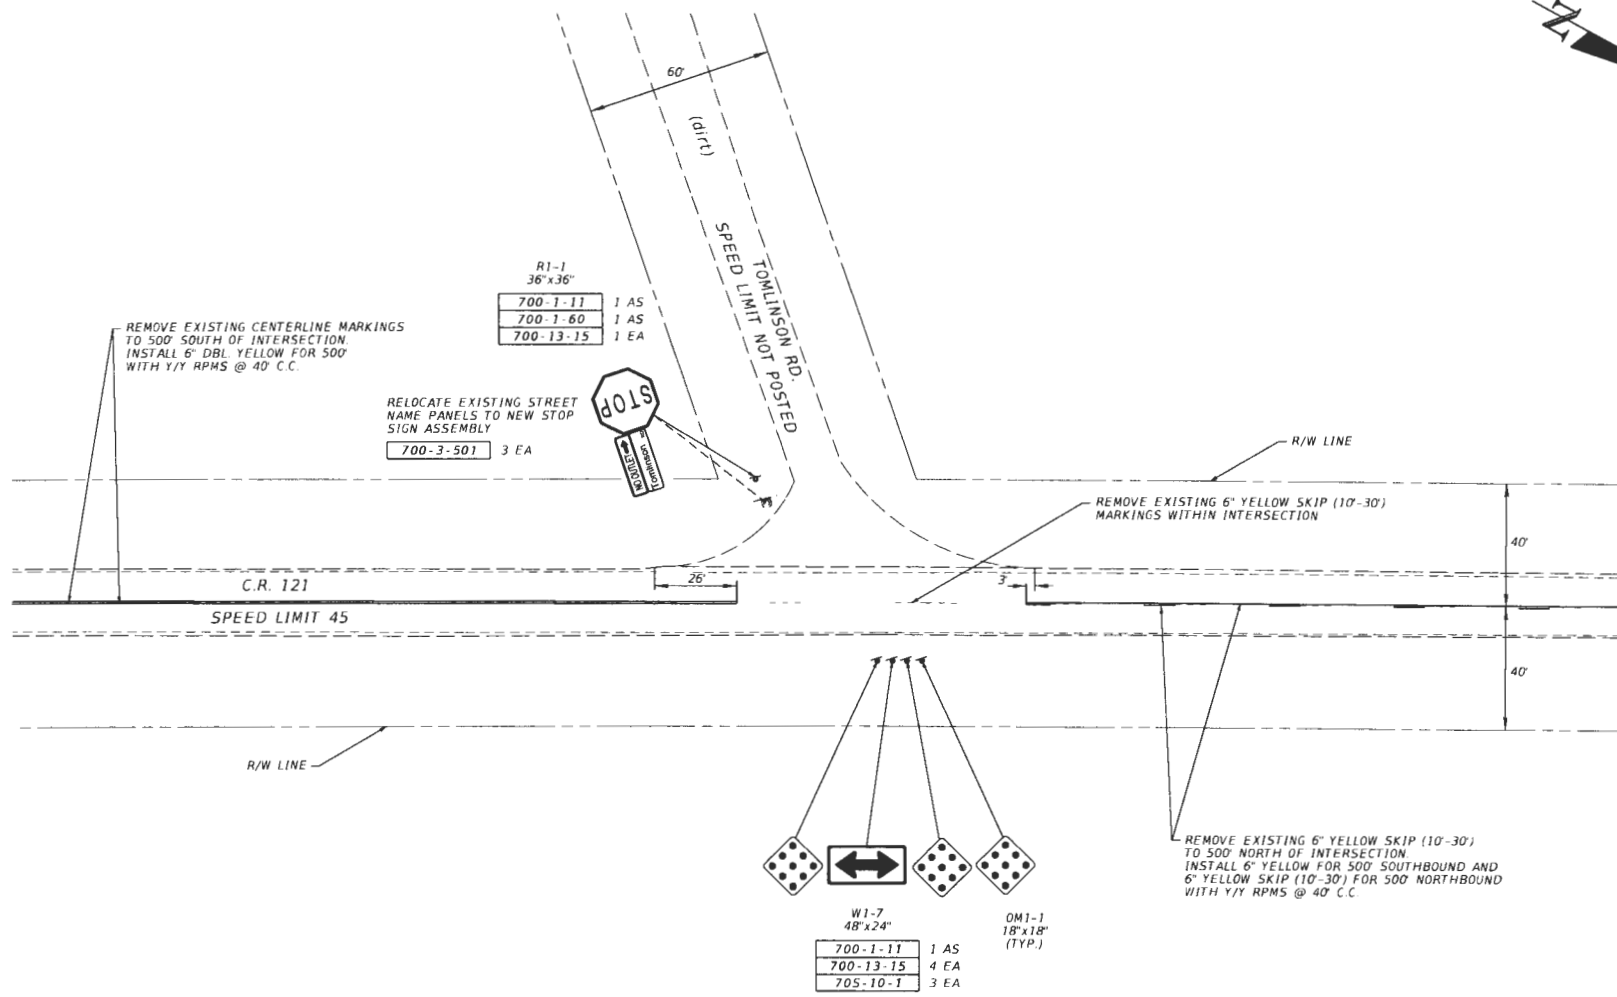 N
60'
(dirt)
SPEED LIMIT NOT POSTED
TOMLINSON RD.
R1-1
36"x36"
700-1-11 1 AS
700-1-60 1 AS
700-13-15 1 EA
REMOVE EXISTING CENTERLINE MARKINGS
TO 500' SOUTH OF INTERSECTION.
INSTALL 6" DBL. YELLOW FOR 500'
WITH Y/Y RPMS @ 40' C.C.
RELOCATE EXISTING STREET
NAME PANELS TO NEW STOP
SIGN ASSEMBLY
700-3-501 3 EA
STOP
NO OUTLET
Tomlinson
R/W LINE
REMOVE EXISTING 6" YELLOW SKIP (10'-30')
MARKINGS WITHIN INTERSECTION
40'
C.R. 121
26'
3'
SPEED LIMIT 45
40'
R/W LINE
REMOVE EXISTING 6" YELLOW SKIP (10'-30')
TO 500' NORTH OF INTERSECTION.
INSTALL 6" YELLOW FOR 500' SOUTHBOUND AND
6" YELLOW SKIP (10'-30') FOR 500' NORTHBOUND
WITH Y/Y RPMS @ 40' C.C.
W1-7
48"x24"
700-1-11 1 AS
700-13-15 4 EA
705-10-1 3 EA
OM1-1
18"x18"
(TYP.)